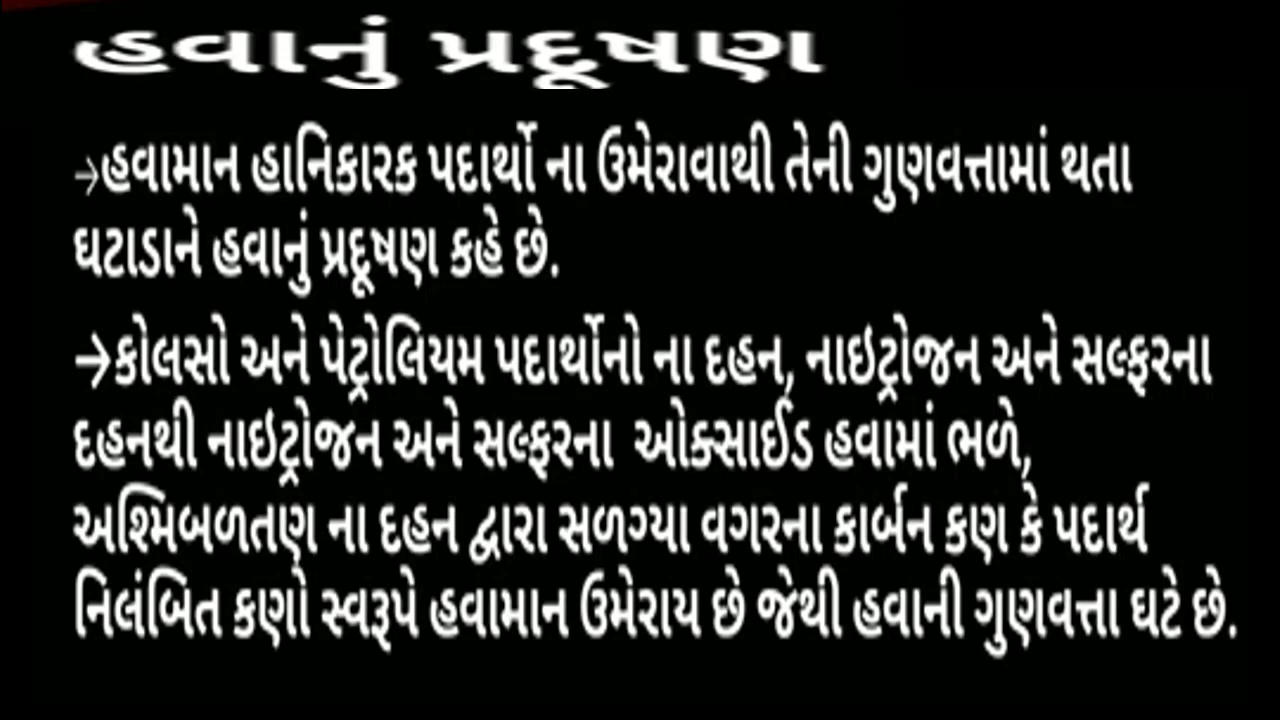 હવાનું પ્રદૂષણ
→હવામાન હાનિકારક પદાર્થો ના ઉમેરાવાથી તેની ગુણવત્તામાં થતા
ઘટાડાને હવાનું પ્રદૂષણ કહે છે.
→કોલસો અને પેટ્રોલિયમ પદાર્થોનો ના દહન, નાઇટ્રોજન અને સલ્ફરના
દહનથી નાઇટ્રોજન અને સલ્ફરના ઓક્સાઈડ હવામાં ભળે,
અશ્મિબળતણ ના દહન દ્વારા સળગ્યા વગરના કાર્બન કણ કે પદાર્થ
નિલંબિત કણો સ્વરૂપે હવામાન ઉમેરાય છે જેથી હવાની ગુણવત્તા ઘટે છે.